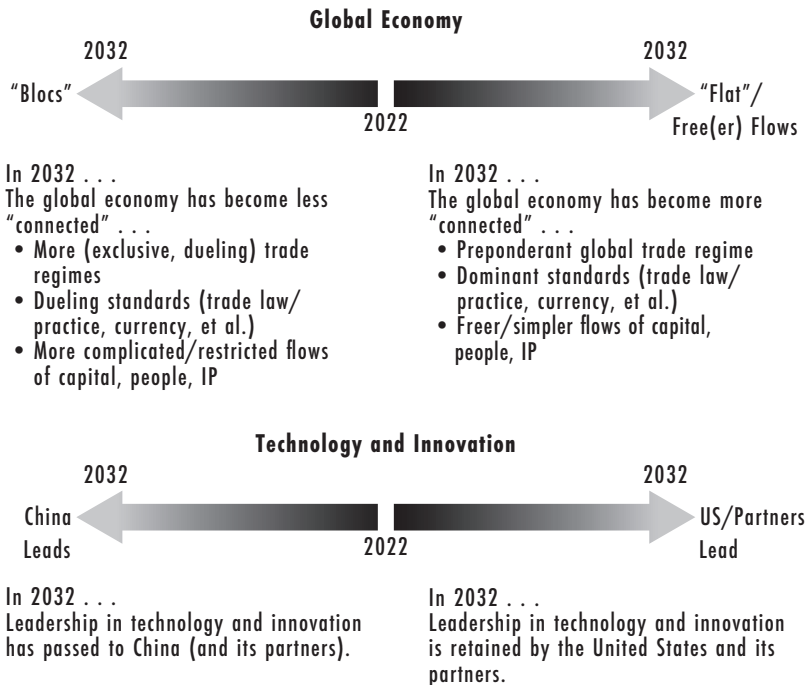 Global Economy
2032
2032
“Blocs”
“Flat”/
Free(er) Flows
2022
In 2032 . . .
The global economy has become less
“connected” . . .
• More (exclusive, dueling) trade
regimes
• Dueling standards (trade law/
practice, currency, et al.)
• More complicated/restricted flows
of capital, people, IP
In 2032 . . .
The global economy has become more
“connected” . . .
• Preponderant global trade regime
• Dominant standards (trade law/
practice, currency, et al.)
• Freer/simpler flows of capital,
people, IP
Technology and Innovation
2032
2032
China
Leads
US/Partners
Lead
2022
In 2032 . . .
Leadership in technology and innovation
has passed to China (and its partners).
In 2032 . . .
Leadership in technology and innovation
is retained by the United States and its
partners.